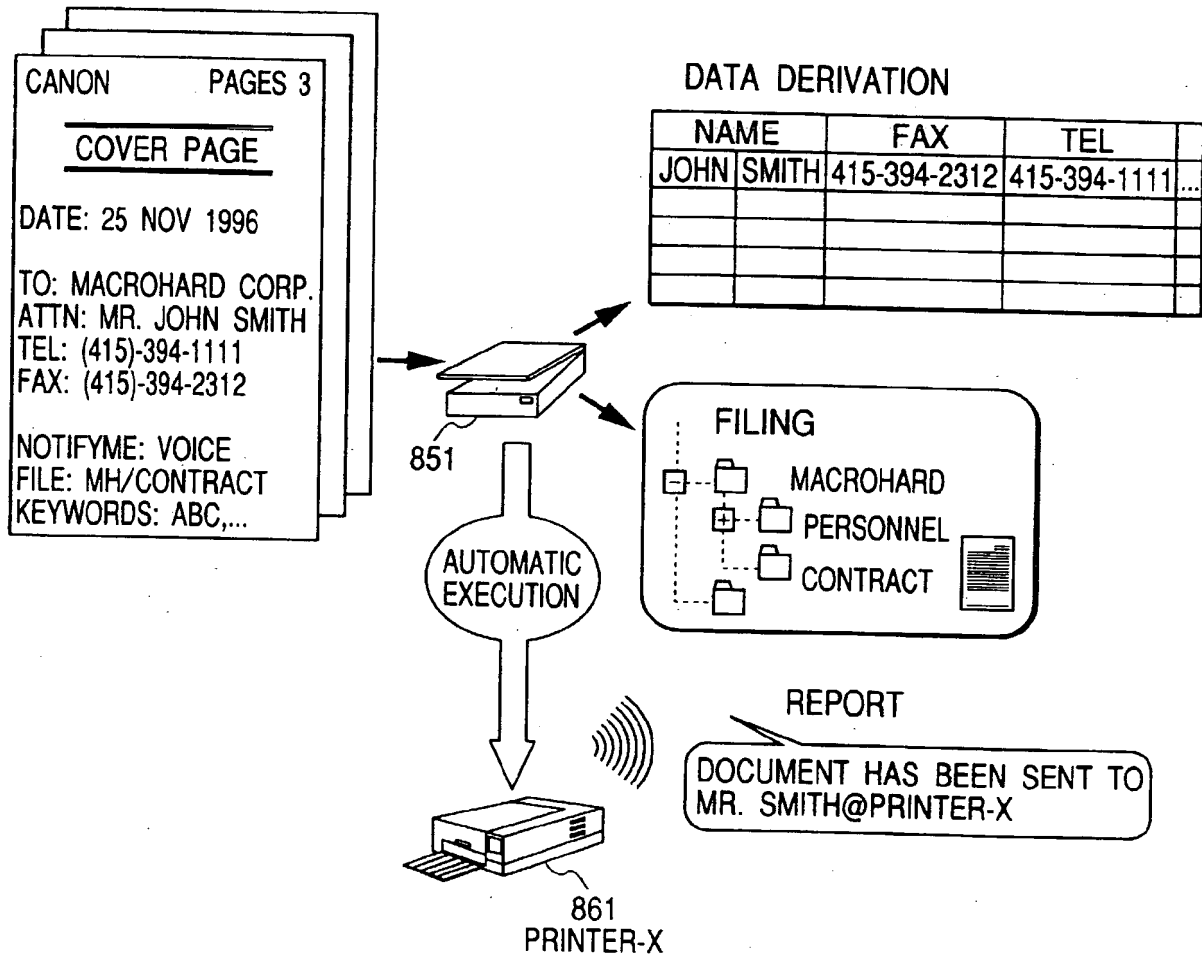 CANON PAGES 3
COVER PAGE
DATE: 25 NOV 1996
TO: MACROHARD CORP.
ATTN: MR. JOHN SMITH
TEL: (415)-394-1111
FAX: (415)-394-2312
NOTIFYME: VOICE
FILE: MH/CONTRACT
KEYWORDS: ABC,...
851
AUTOMATIC
EXECUTION
861
PRINTER-X
DATA DERIVATION
NAME FAX TEL
JOHN SMITH 415-394-2312 415-394-1111 ...
FILING
- MACROHARD
+ PERSONNEL
CONTRACT
REPORT
DOCUMENT HAS BEEN SENT TO
MR. SMITH@PRINTER-X